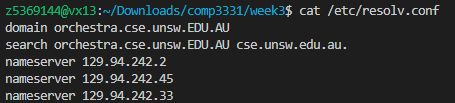 z5369144@vx13:~/Downloads/comp3331/week3$ cat /etc/resolv.conf
domain orchestra.cse.unsw.EDU.AU
search orchestra.cse.unsw.EDU.AU cse.unsw.edu.au.
nameserver 129.94.242.2
nameserver 129.94.242.45
nameserver 129.94.242.33